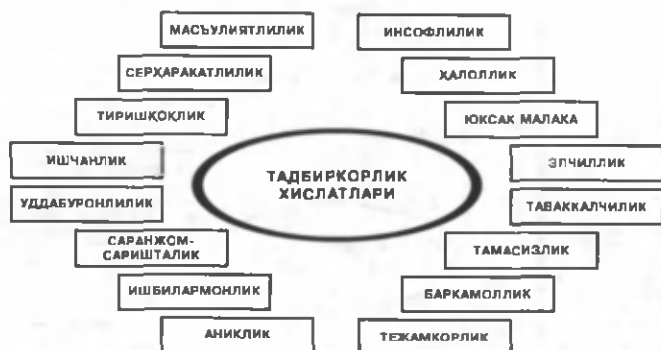 МАСЪУЛИЯТЛИЛИК
ИНСОФЛИЛИК
СЕРҲАРАКАТЛИЛИК
ҲАЛОЛЛИК
ТИРИШҚОҚЛИК
ЮКСАК МАЛАКА
ТАДБИРКОРЛИК
ХИСЛАТЛАРИ
ИШЧАНЛИК
ЭПЧИЛЛИК
УДДАБУРОНЛИЛИК
ТАВАККАЛЧИЛИК
САРАНЖОМ-
САРИШТАЛИК
ТАМАСИЗЛИК
ИШБИЛАРМОНЛИК
БАРКАМОЛЛИК
АНИҚЛИК
ТЕЖАМКОРЛИК